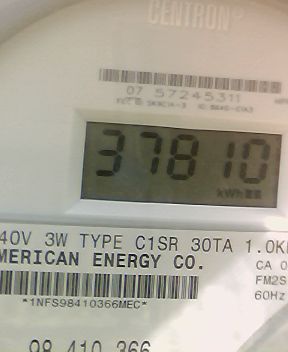 CENTRON®
07 57245311
37810
kWh
40V 3W TYPE C1SR 30TA 1.0K
MERICAN ENERGY CO.
CA 0
FM2S
*1NFS98410366MEC*
60Hz
98 410 366